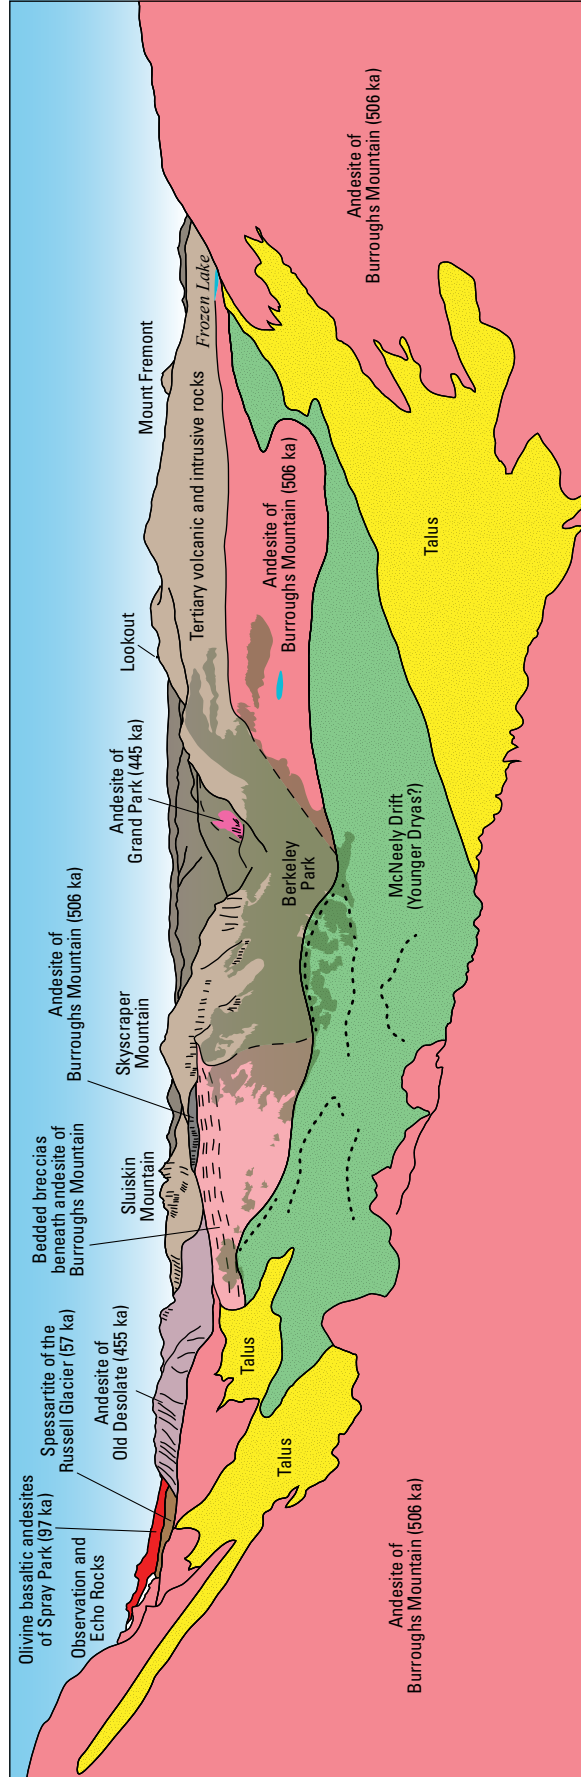 Olivine basaltic andesites
of Spray Park (97 ka)
Spessartite of the
Russell Glacier (57 ka)
Observation and
Echo Rocks
Andesite of
Old Desolate (455 ka)
Bedded breccias
beneath andesite of
Burroughs Mountain
Sluiskin
Mountain
Andesite of
Burroughs Mountain (506 ka)
Skyscraper
Mountain
Andesite of
Grand Park (445 ka)
Lookout
Mount Fremont
Tertiary volcanic and intrusive rocks
Frozen Lake
Berkeley
Park
Andesite of
Burroughs Mountain (506 ka)
Andesite of
Burroughs Mountain (506 ka)
Talus
Talus
McNeely Drift
(Younger Dryas?)
Talus
Andesite of
Burroughs Mountain (506 ka)